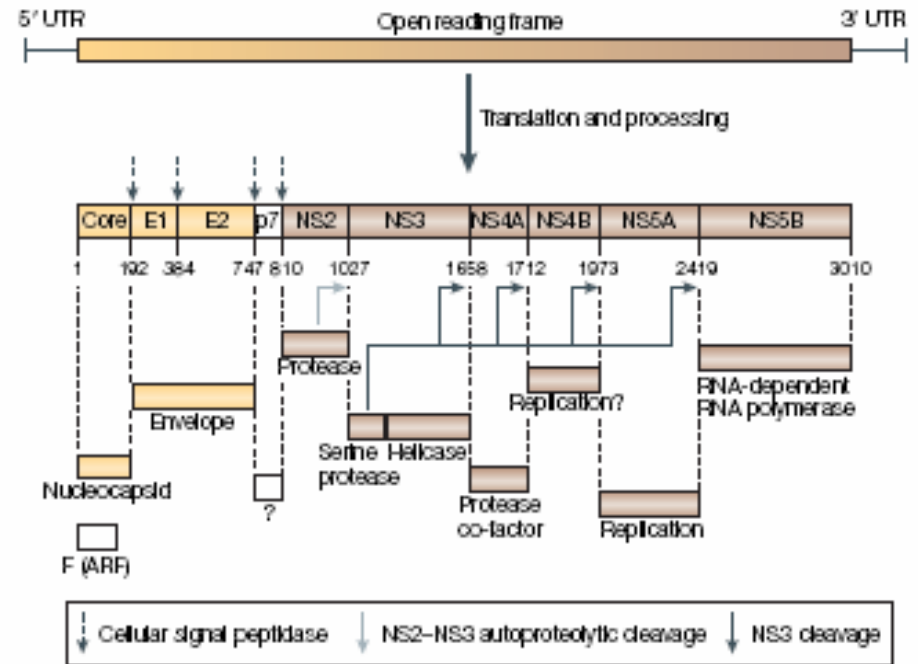 5′ UTR Open reading frame 3′ UTR
Translation and processing
Core E1 E2 p7 NS2 NS3 NS4A NS4B NS5A NS5B
1 192 384 747 810 1027 1658 1712 1973 2419 3010
Protease
RNA-dependent
RNA polymerase
Replication?
Envelope
Serine Helicase
protease
Nucleocapsid
?
Protease
co-factor
Replication
F (ARF)
Cellular signal peptidase NS2–NS3 autoproteolytic cleavage NS3 cleavage